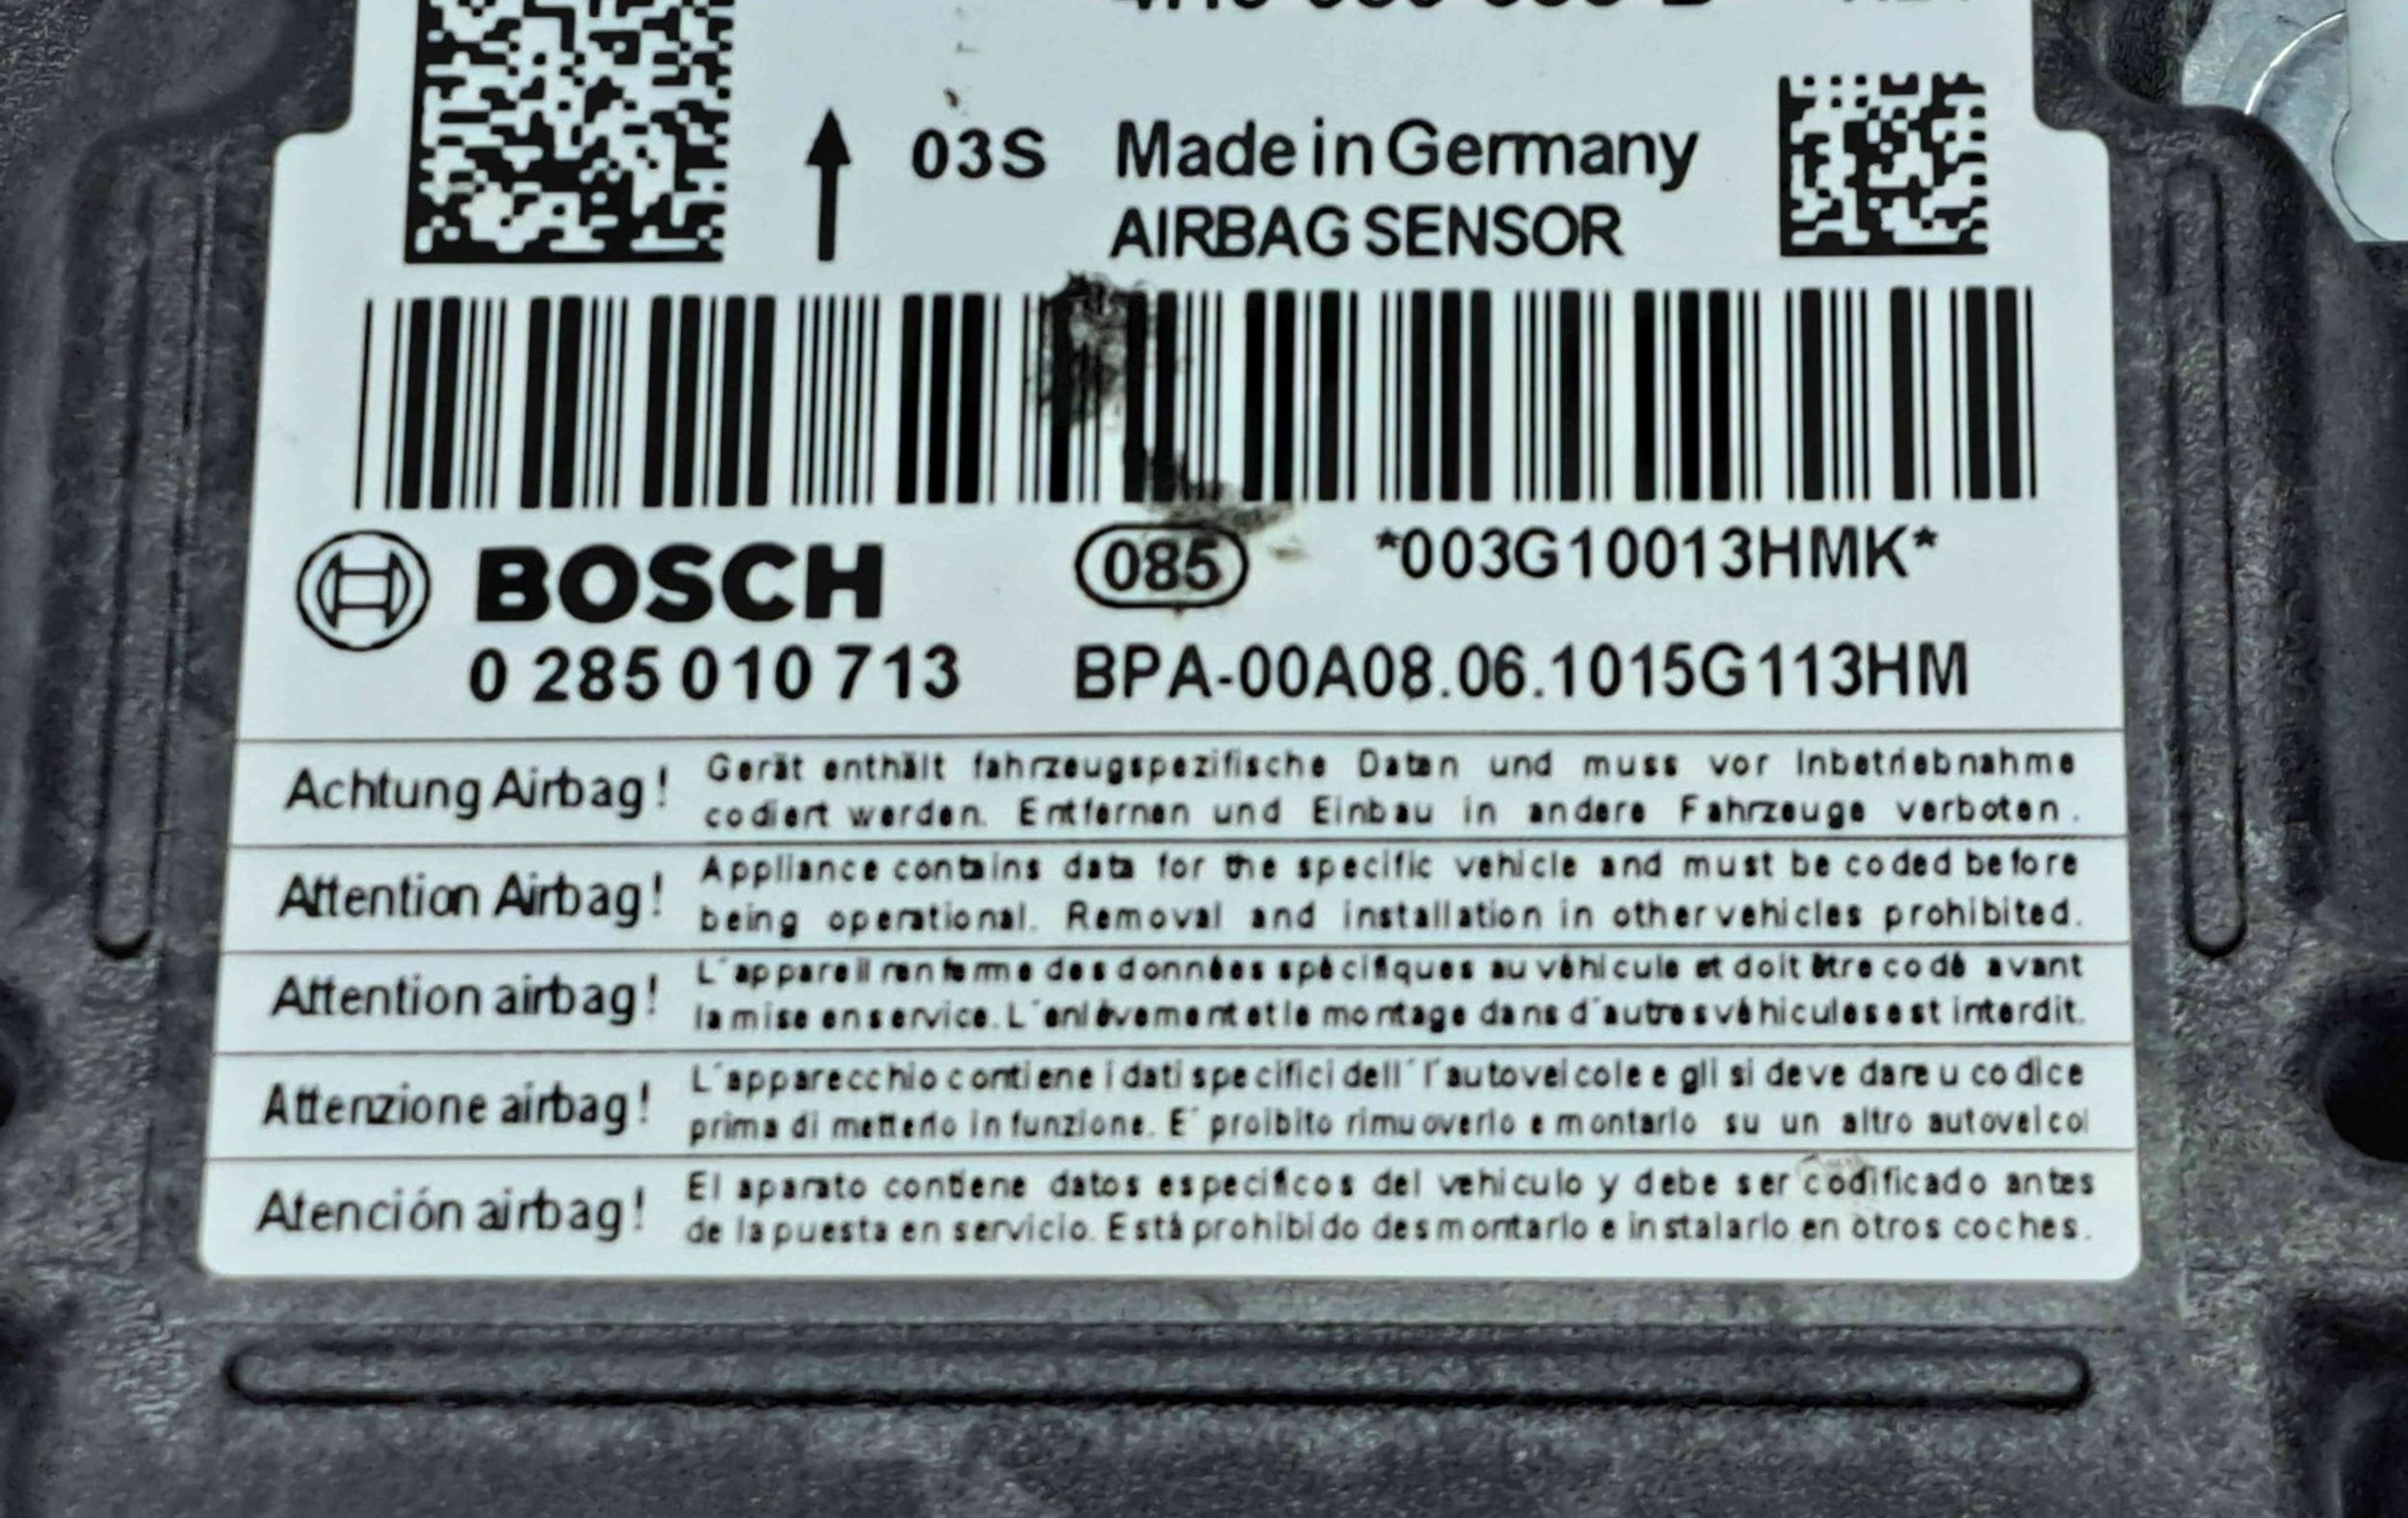 03S Made in Germany
AIRBAG SENSOR
BOSCH 085 *003G10013HMK*
0 285 010 713 BPA-00A08.06.1015G113HM
Achtung Airbag! Gerät enthält fahrzeugspezifische Daten und muss vor Inbetriebnahme
codiert werden. Entfernen und Einbau in andere Fahrzeuge verboten.
Attention Airbag! Appliance contains data for the specific vehicle and must be coded before
being operational. Removal and installation in other vehicles prohibited.
Attention airbag! L´appareil renferme des données spècifiques au vèhicule et doit être codè avant
la mise en service. L´enlèvement et le montage dans d´autres vèhicules est interdit.
Attenzione airbag! L´apparecchio contiene i dati specifici dell´l´autoveicole e gli si deve dare u codice
prima di metterlo in funzione. E´ proibito rimuoverlo e montarlo su un altro autoveicol
Atención airbag! El aparato contiene datos especificos del vehiculo y debe ser codificado antes
de la puesta en servicio. Està prohibido desmontarlo e instalarlo en otros coches.